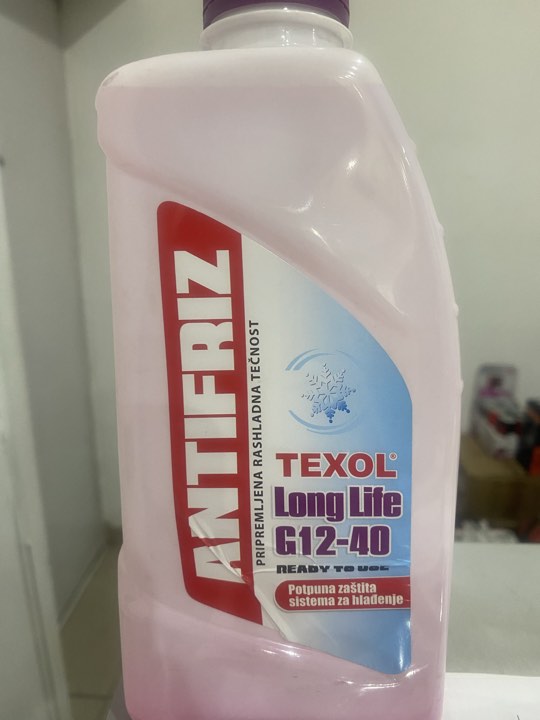 ANTIFRIZ
PRIPREMLJENA RASHLADNA TEČNOST
TEXOL®
Long Life
G12-40
READY TO USE
Potpuna zaštita
sistema za hlađenje